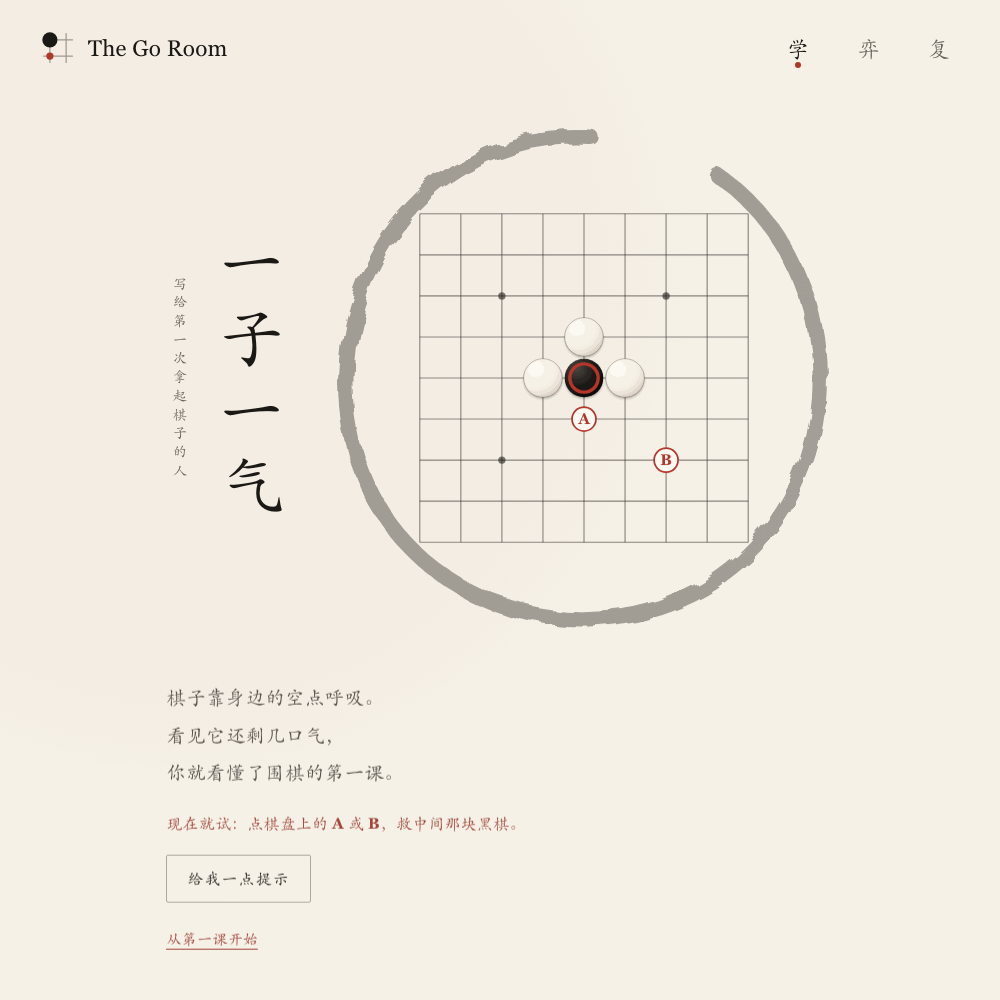 The Go Room
学
弈
复
一子一气
写给第一次拿起棋子的人
A
B
棋子靠身边的空点呼吸。
看见它还剩几口气，
你就看懂了围棋的第一课。
现在就试：点棋盘上的 A 或 B，救中间那块黑棋。
给我一点提示
从第一课开始